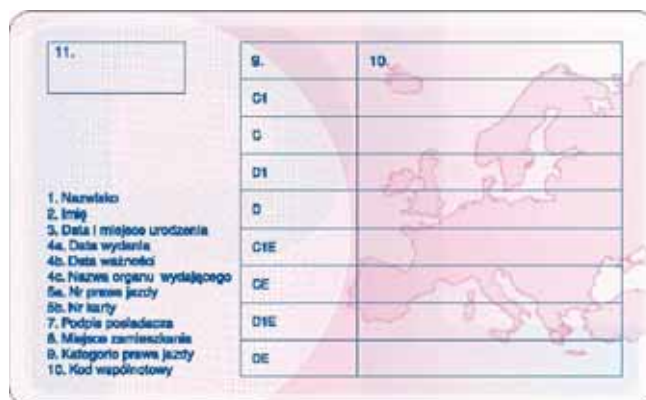 11.
9. 10.
C1
C
D1
D
C1E
CE
D1E
DE
1. Nazwisko
2. Imię
3. Data i miejsce urodzenia
4a. Data wydania
4b. Data ważności
4c. Nazwa organu wydającego
5a. Nr prawa jazdy
5b. Nr karty
7. Podpis posiadacza
8. Miejsce zamieszkania
9. Kategorie prawa jazdy
10. Kod wspólnotowy